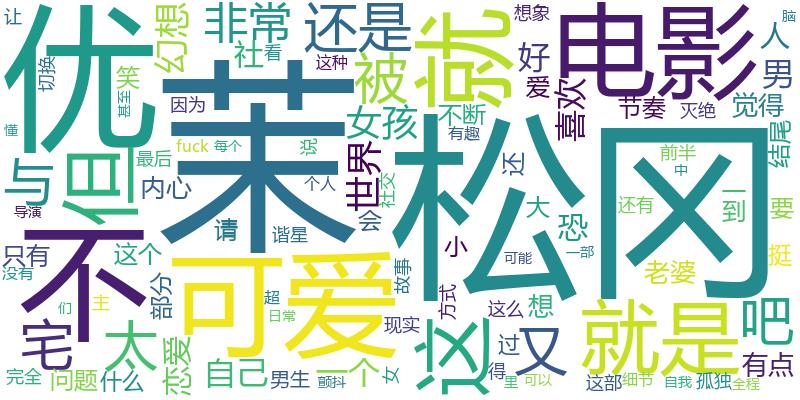 让
优
切换
笑
甚至
幻想
非常
社
看
还是
这种
被
就
想象
好
爱
喜欢
电影
人
男
脑
懂
与
但
最后
因为
茉
fuck
每个
女孩
说
不断
有趣
松冈
节奏
灭绝
觉得
结尾
导演
不
内心
请
谐星
个人
世界
社交
会
还
前半
中
一到
要
只有
没有
宅
这个
部分
可爱
超
日常
们
主
太
故事
现实
小
方式
大
恐
可能
一部
还有
老婆
挺
这么
想
就是
吧
完全
问题
什么
恋爱
自己
男生
颤抖
一个
女
这
过
得
里
又
可以
这部
细节
自我
孤独
全程
有点